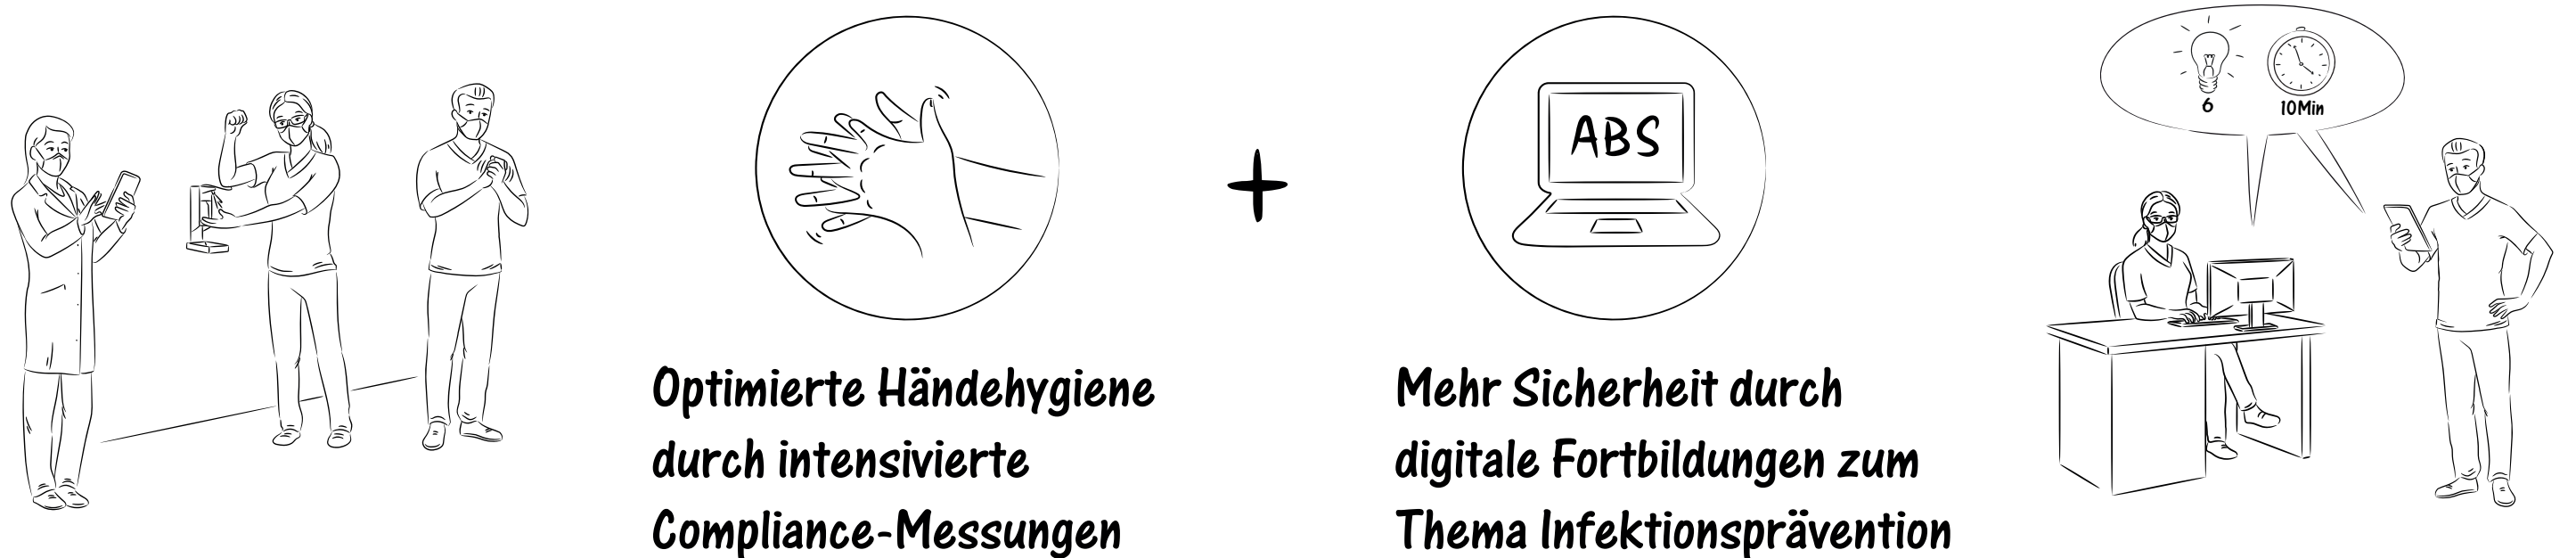 6
10Min
ABS
+
Optimierte Händehygiene
durch intensivierte
Compliance-Messungen
Mehr Sicherheit durch
digitale Fortbildungen zum
Thema Infektionsprävention